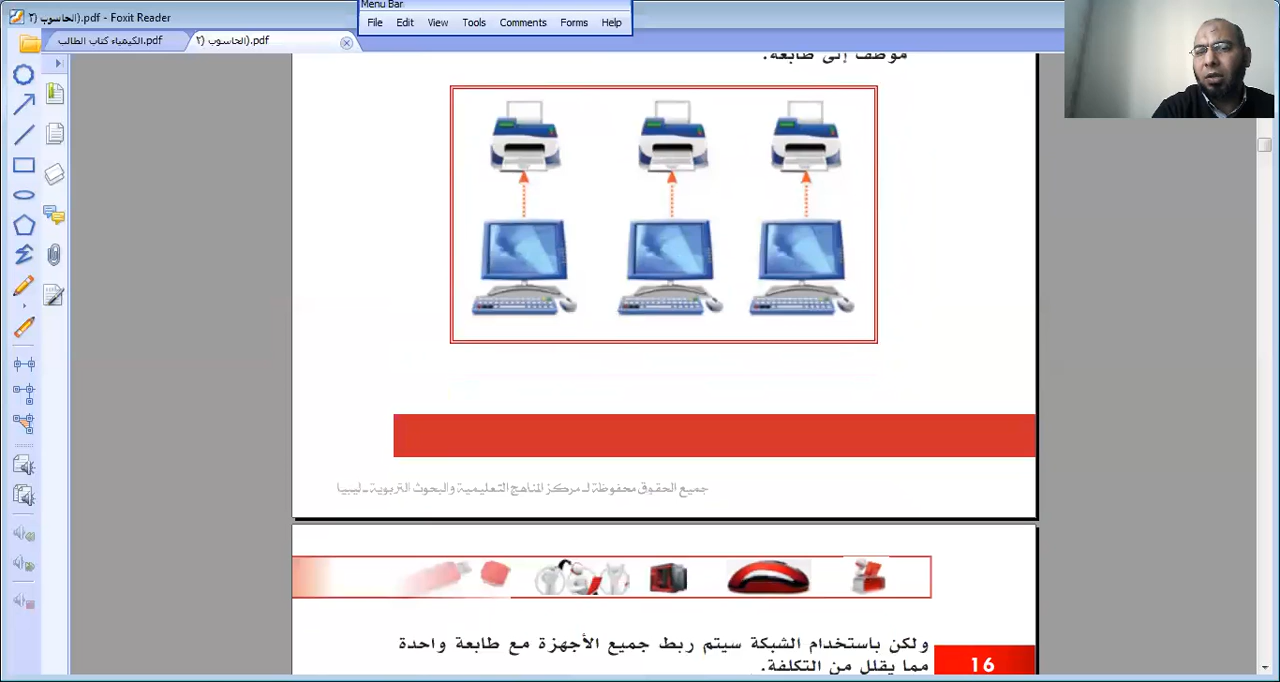 الحاسوب (٢).pdf - Foxit Reader
Menu Bar
File Edit View Tools Comments Forms Help
الكيمياء كتاب الطالب.pdf
الحاسوب (٢).pdf
موظف إلى طابعة.
جميع الحقوق محفوظة لـ مركز المناهج التعليمية والبحوث التربوية ـ ليبيا
ولكن باستخدام الشبكة سيتم ربط جميع الأجهزة مع طابعة واحدة
مما يقلل من التكلفة.
16